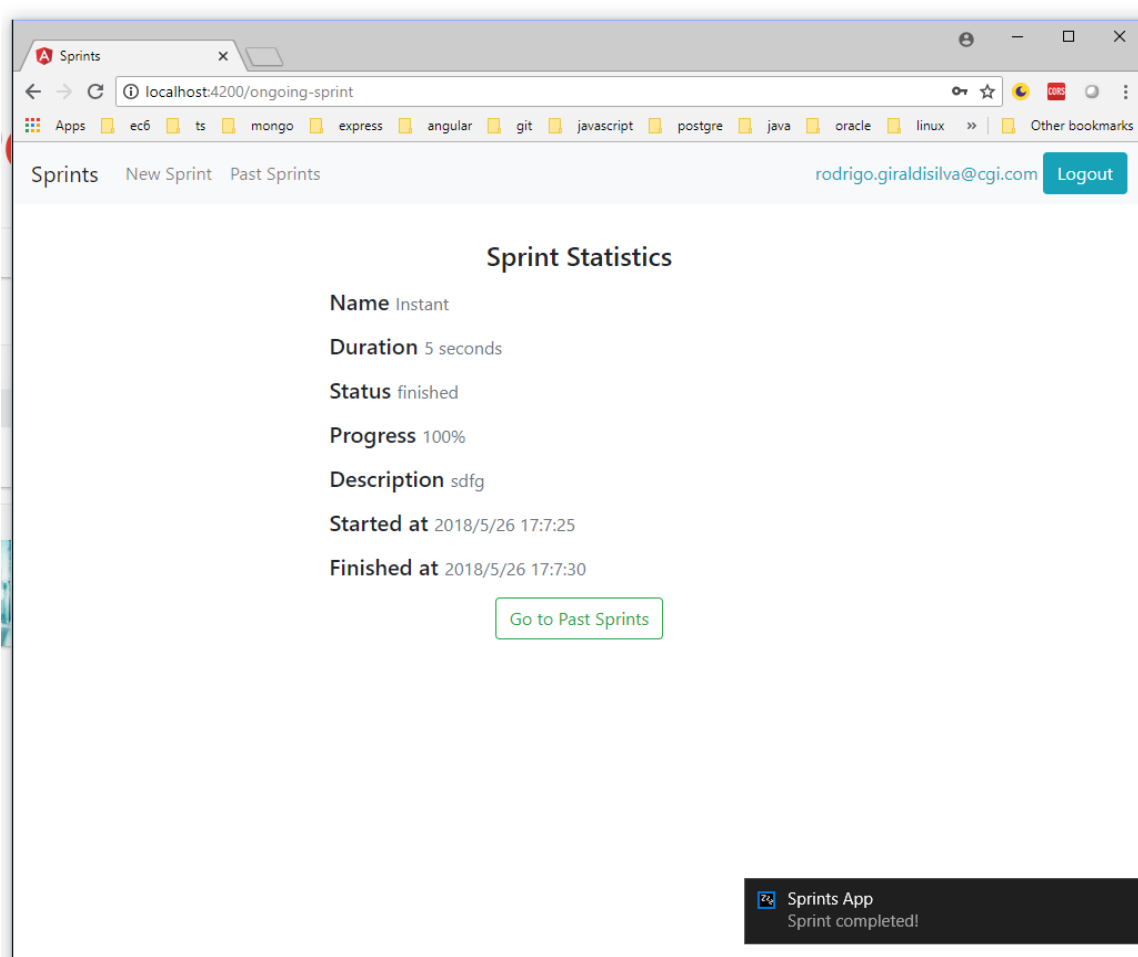 Sprints
localhost:4200/ongoing-sprint
CORS
Apps ec6 ts mongo express angular git javascript postgre java oracle linux » Other bookmarks
Sprints New Sprint Past Sprints rodrigo.giraldisilva@cgi.com Logout
Sprint Statistics
Name Instant
Duration 5 seconds
Status finished
Progress 100%
Description sdfg
Started at 2018/5/26 17:7:25
Finished at 2018/5/26 17:7:30
Go to Past Sprints
Sprints App
Sprint completed!